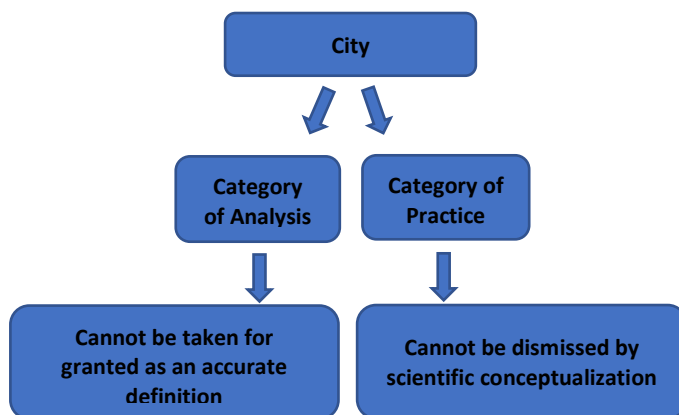 City
Category
of Analysis
Category of
Practice
Cannot be taken for
granted as an accurate
definition
Cannot be dismissed by
scientific conceptualization